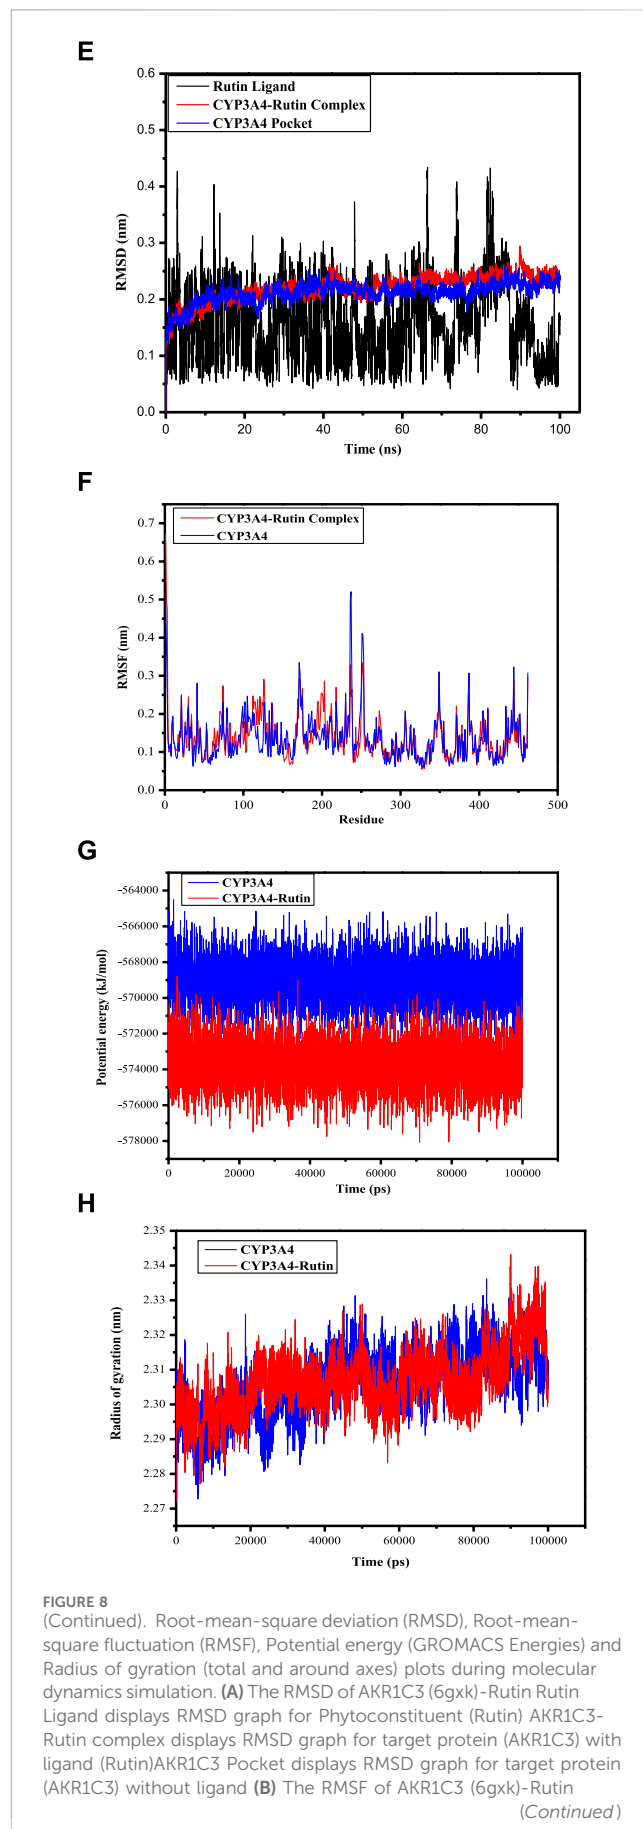 E
0.6
0.5
0.4
0.3
0.2
0.1
0.0
RMSD (nm)
Rutin Ligand
CYP3A4-Rutin Complex
CYP3A4 Pocket
0 20 40 60 80 100
Time (ns)
F
0.7
0.6
0.5
0.4
0.3
0.2
0.1
0.0
RMSF (nm)
CYP3A4-Rutin Complex
CYP3A4
0 100 200 300 400 500
Residue
G
-564000
-566000
-568000
-570000
-572000
-574000
-576000
-578000
Potential energy (kJ/mol)
CYP3A4
CYP3A4-Rutin
0 20000 40000 60000 80000 100000
Time (ps)
H
2.35
2.34
2.33
2.32
2.31
2.30
2.29
2.28
2.27
Radius of gyration (nm)
CYP3A4
CYP3A4-Rutin
0 20000 40000 60000 80000 100000
Time (ps)
FIGURE 8
(Continued). Root-mean-square deviation (RMSD), Root-mean-
square fluctuation (RMSF), Potential energy (GROMACS Energies) and
Radius of gyration (total and around axes) plots during molecular
dynamics simulation. (A) The RMSD of AKR1C3 (6gxk)-Rutin Rutin
Ligand displays RMSD graph for Phytoconstituent (Rutin) AKR1C3-
Rutin complex displays RMSD graph for target protein (AKR1C3) with
ligand (Rutin)AKR1C3 Pocket displays RMSD graph for target protein
(AKR1C3) without ligand (B) The RMSF of AKR1C3 (6gxk)-Rutin
(Continued)